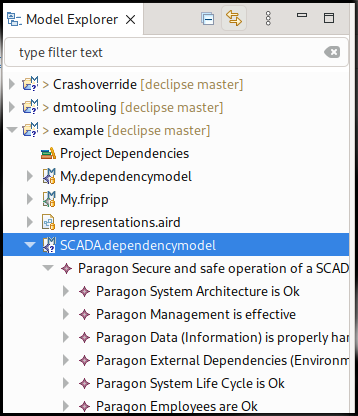 Model Explorer
type filter text
> Crashoverride [declipse master]
> dmtooling [declipse master]
> example [declipse master]
Project Dependencies
My.dependencymodel
My.fripp
representations.aird
SCADA.dependencymodel
Paragon Secure and safe operation of a SCAD
Paragon System Architecture is Ok
Paragon Management is effective
Paragon Data (Information) is properly han
Paragon External Dependencies (Environm
Paragon System Life Cycle is Ok
Paragon Employees are Ok